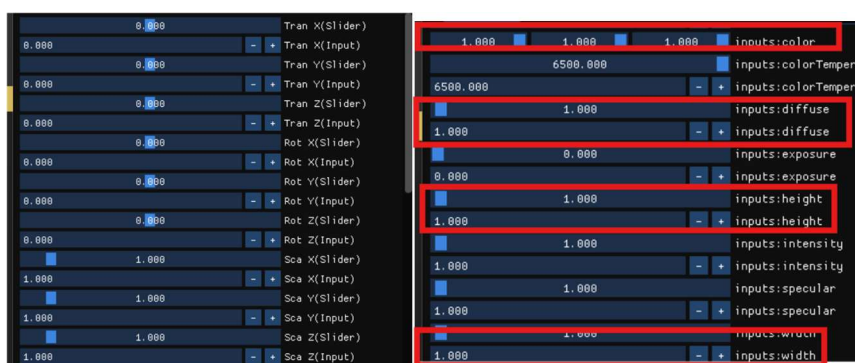 0.000 Tran X(Slider)
0.000 - + Tran X(Input)
0.000 Tran Y(Slider)
0.000 - + Tran Y(Input)
0.000 Tran Z(Slider)
0.000 - + Tran Z(Input)
0.000 Rot X(Slider)
0.000 - + Rot X(Input)
0.000 Rot Y(Slider)
0.000 - + Rot Y(Input)
0.000 Rot Z(Slider)
0.000 - + Rot Z(Input)
1.000 Sca X(Slider)
1.000 - + Sca X(Input)
1.000 Sca Y(Slider)
1.000 - + Sca Y(Input)
1.000 Sca Z(Slider)
1.000 - + Sca Z(Input)
1.000 1.000 1.000 inputs:color
6500.000 inputs:colorTemper
6500.000 - + inputs:colorTemper
1.000 inputs:diffuse
1.000 - + inputs:diffuse
0.000 inputs:exposure
0.000 - + inputs:exposure
1.000 inputs:height
1.000 - + inputs:height
1.000 inputs:intensity
1.000 - + inputs:intensity
1.000 inputs:specular
1.000 - + inputs:specular
1.000 inputs:width
1.000 - + inputs:width